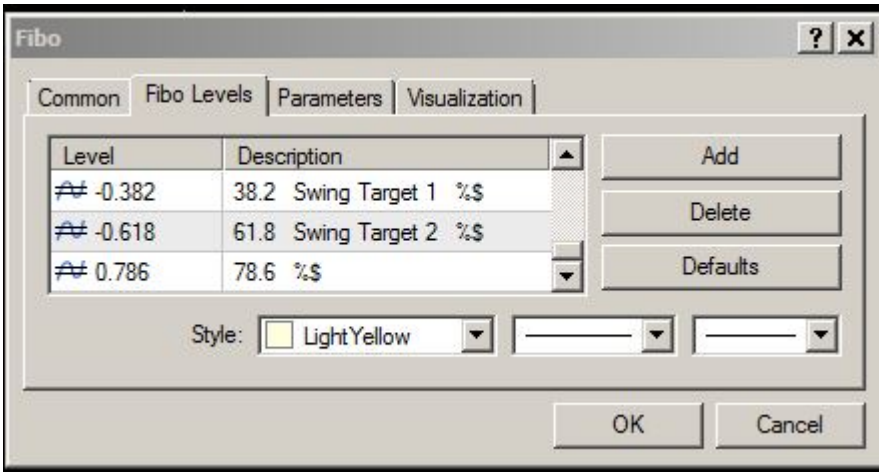 Fibo ? ×
Common Fibo Levels Parameters Visualization
Level Description Add
-0.382 38.2 Swing Target 1 %$
-0.618 61.8 Swing Target 2 %$ Delete
0.786 78.6 %$ Defaults
Style: LightYellow
OK Cancel